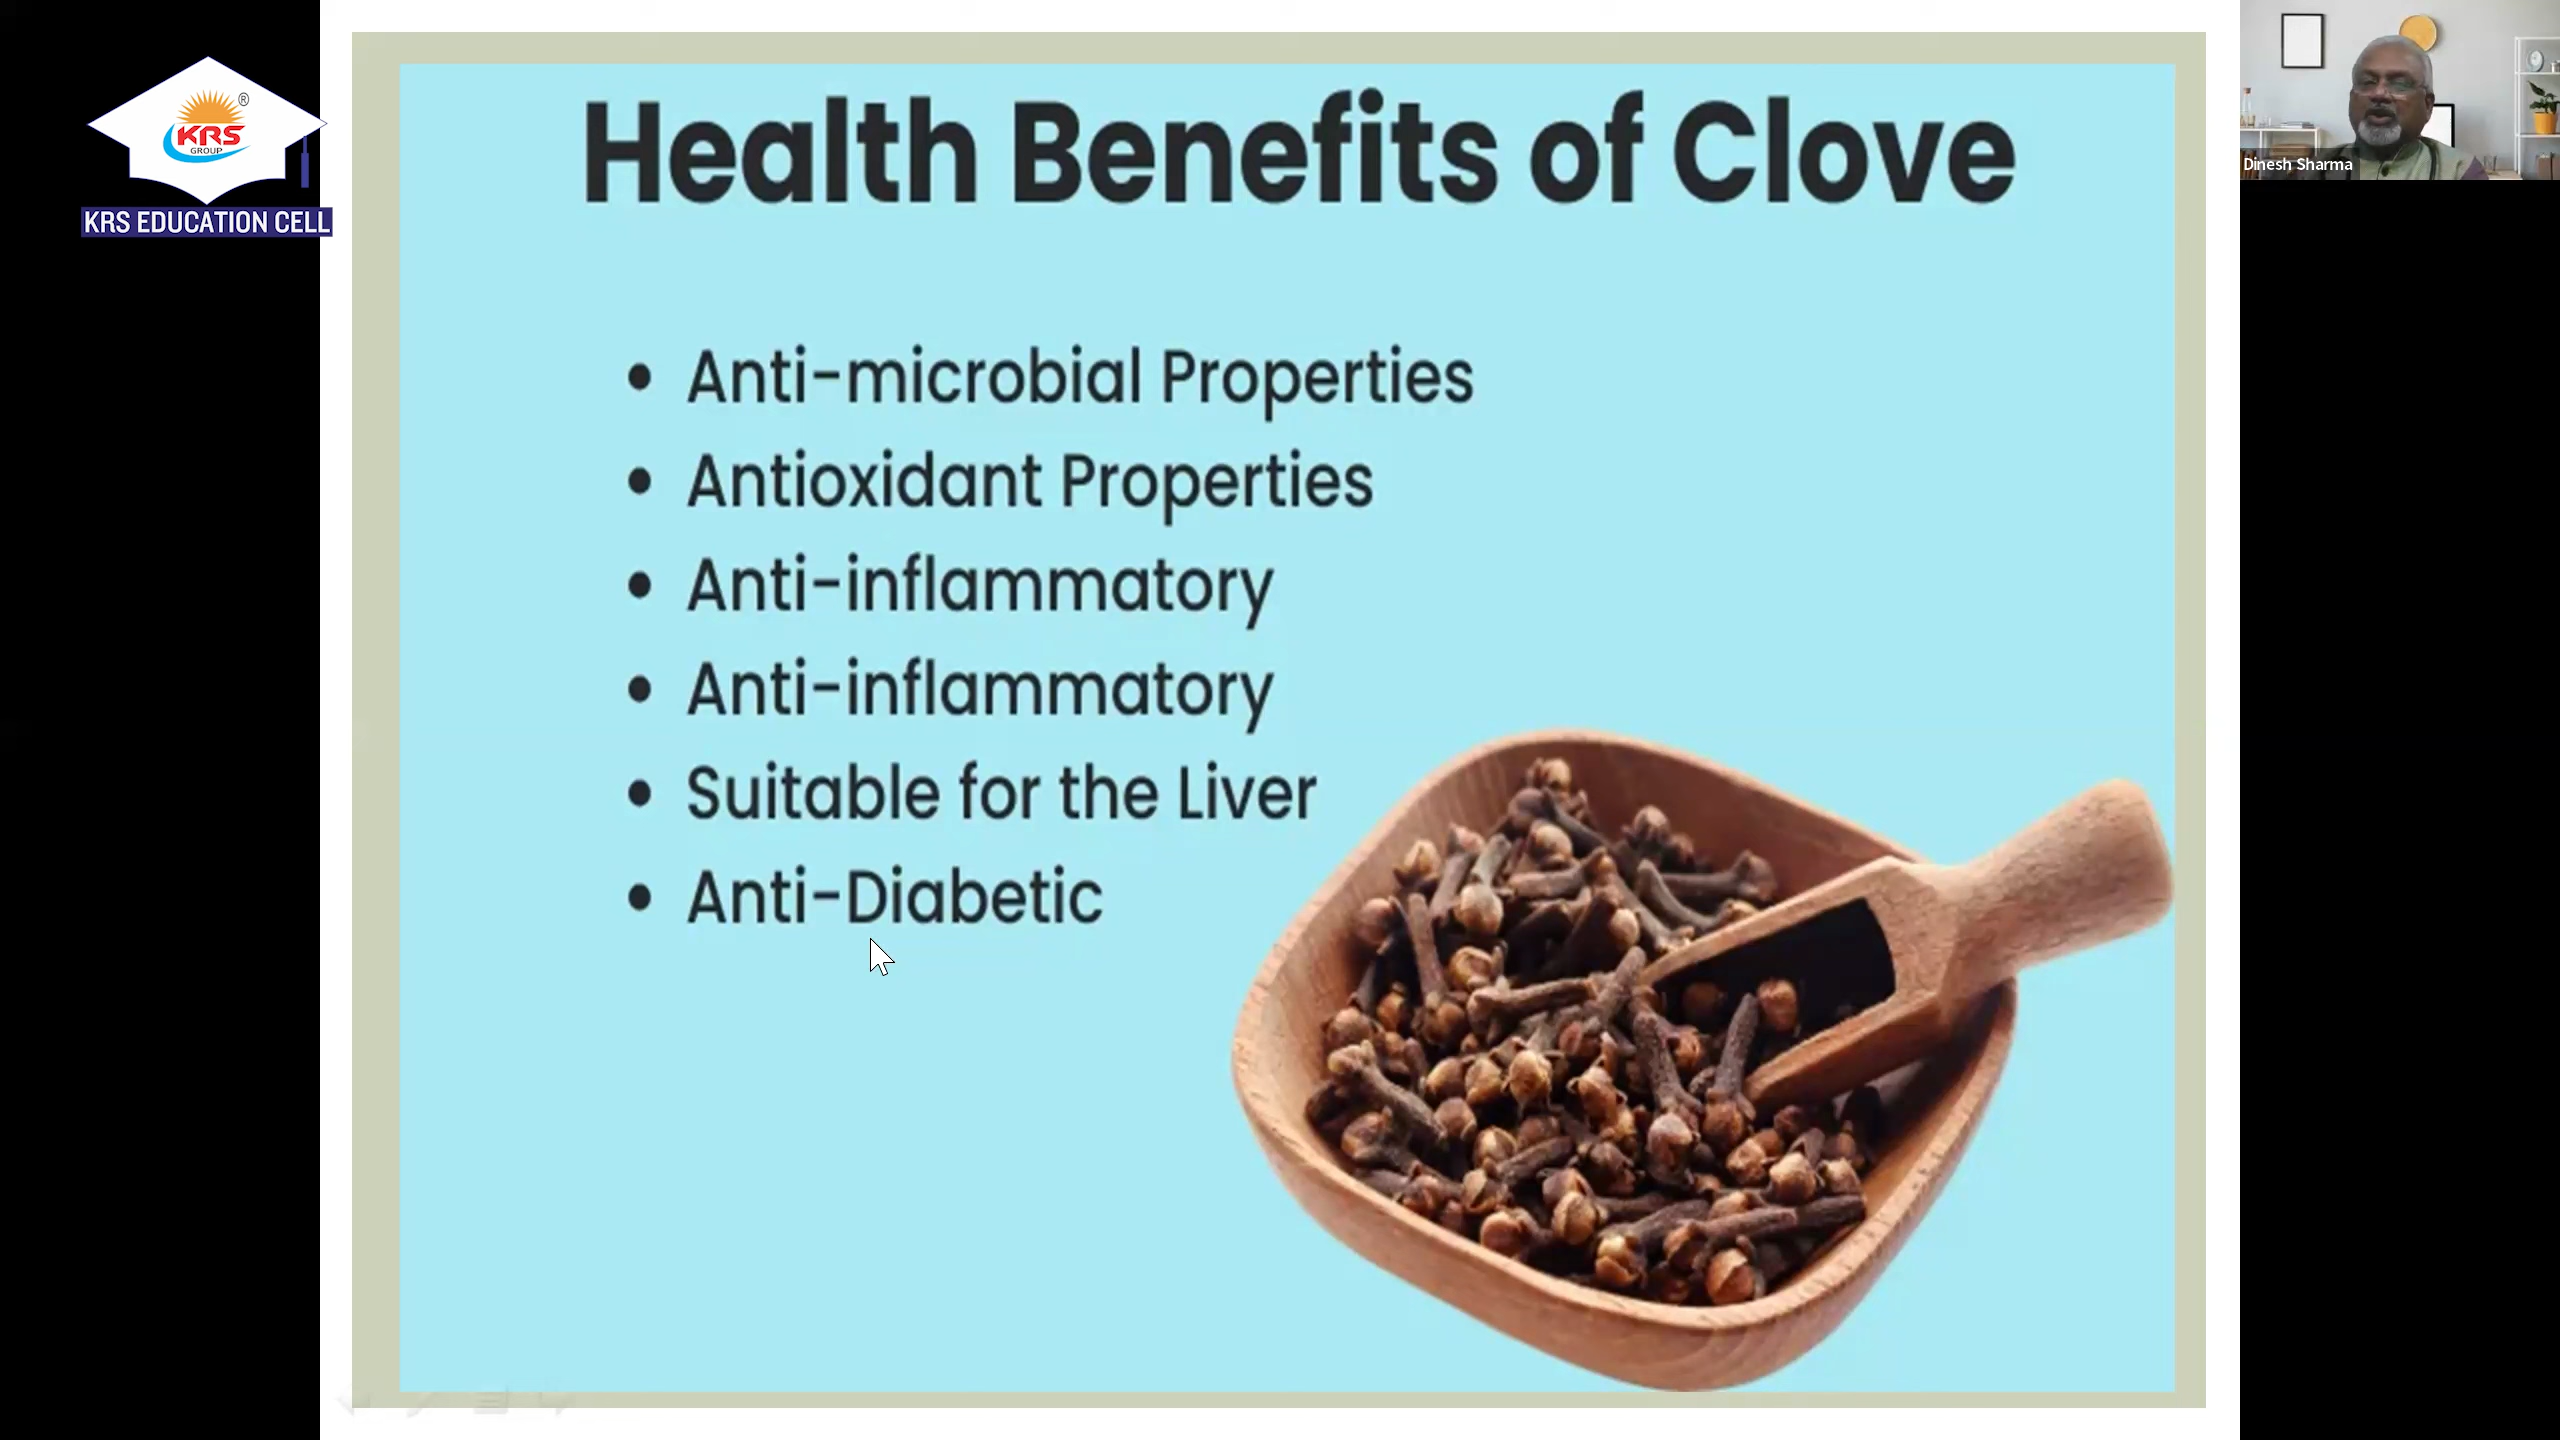 Health Benefits of Clove
• Anti-microbial Properties
• Antioxidant Properties
• Anti-inflammatory
• Anti-inflammatory
• Suitable for the Liver
• Anti-Diabetic
®
KRS
GROUP
KRS EDUCATION CELL
Dinesh Sharma